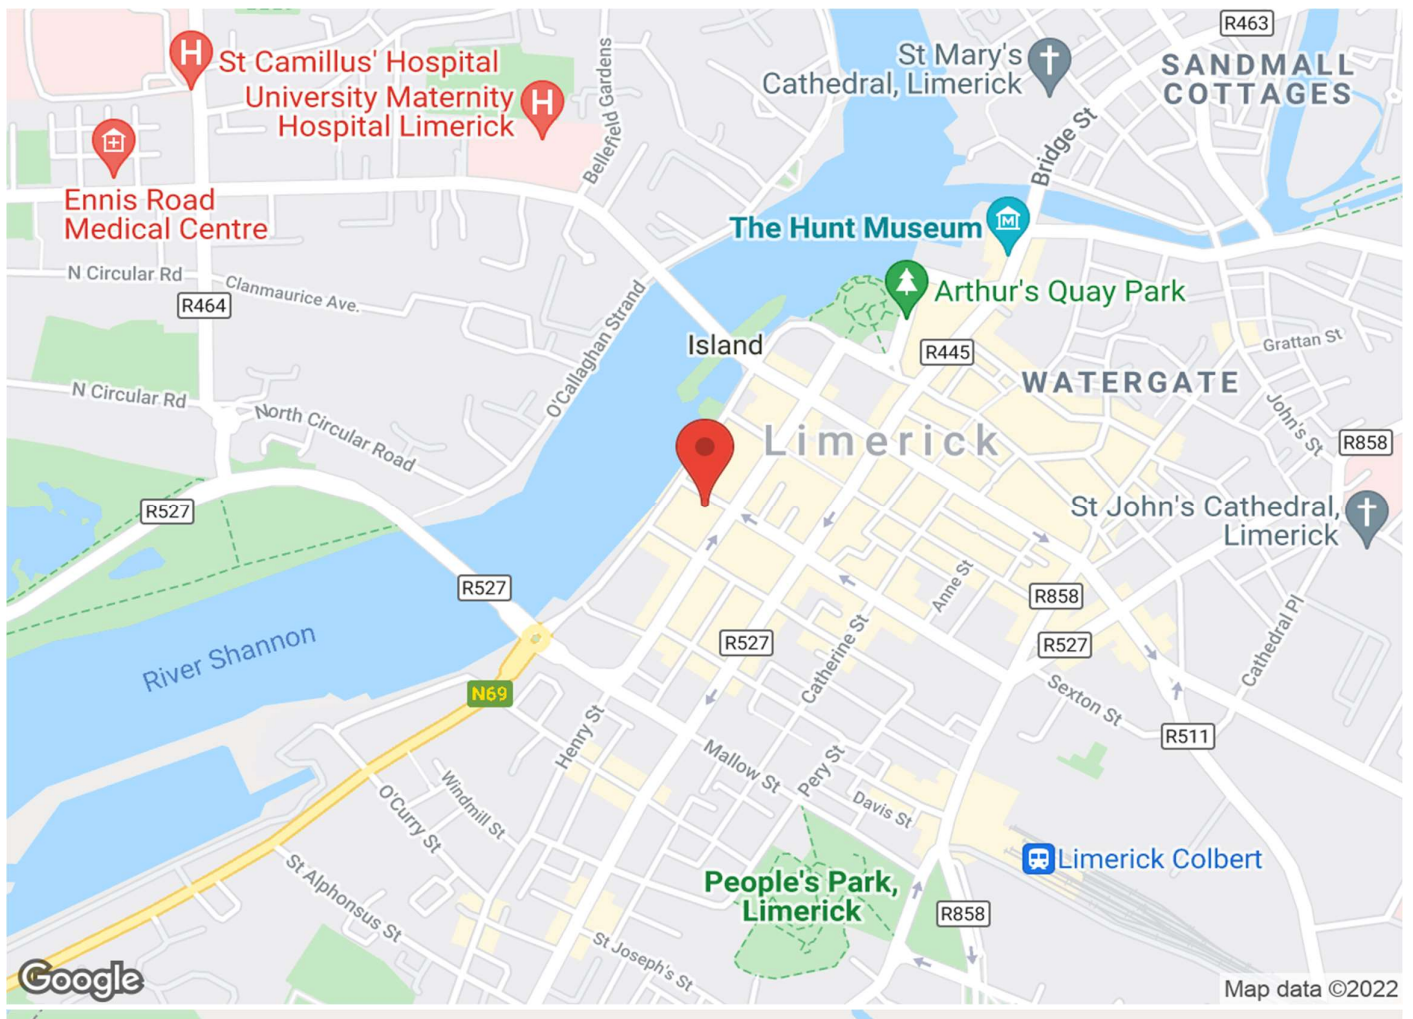 R463
St Mary's
Cathedral, Limerick
SANDMALL
COTTAGES
H
St Camillus' Hospital
University Maternity
Hospital Limerick
H
Bellefield Gardens
Bridge St
Ennis Road
Medical Centre
The Hunt Museum
M
N Circular Rd
Clanmaurice Ave.
R464
O'Callaghan Strand
Arthur's Quay Park
Island
R445
Grattan St
WATERGATE
N Circular Rd
North Circular Road
John's St
Limerick
R858
R527
St John's Cathedral,
Limerick
R527
Anne St
R858
River Shannon
R527
Catherine St
R527
Cathedral Pl
N69
Sexton St
Henry St
R511
Mallow St
Pery St
Davis St
Windmill St
O'Curry St
Limerick Colbert
St Alphonsus St
People's Park,
Limerick
R858
St Joseph's St
Google
Map data ©2022